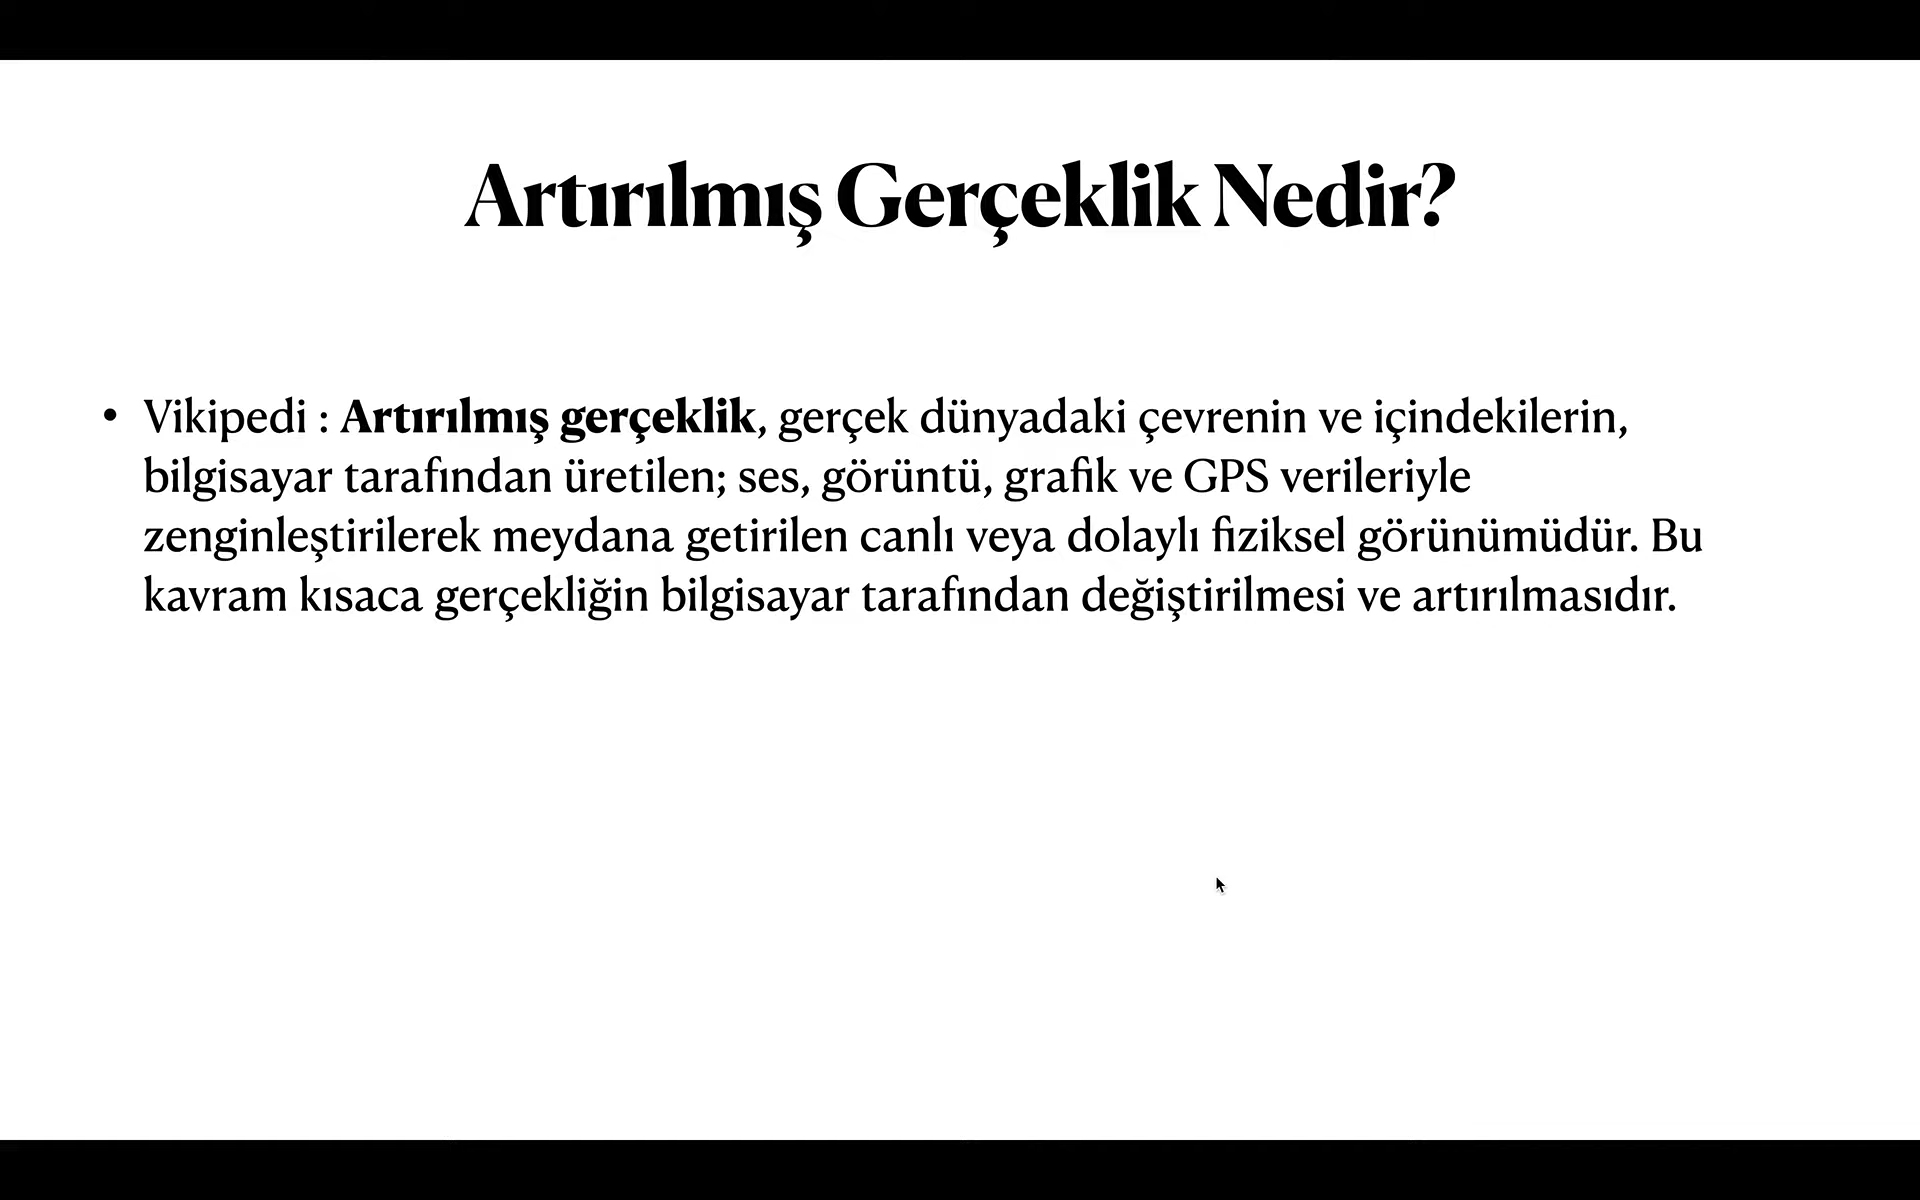 Artırılmış Gerçeklik Nedir?
• Vikipedi : Artırılmış gerçeklik, gerçek dünyadaki çevrenin ve içindekilerin,
bilgisayar tarafından üretilen; ses, görüntü, grafik ve GPS verileriyle
zenginleştirilerek meydana getirilen canlı veya dolaylı fiziksel görünümüdür. Bu
kavram kısaca gerçekliğin bilgisayar tarafından değiştirilmesi ve artırılmasıdır.